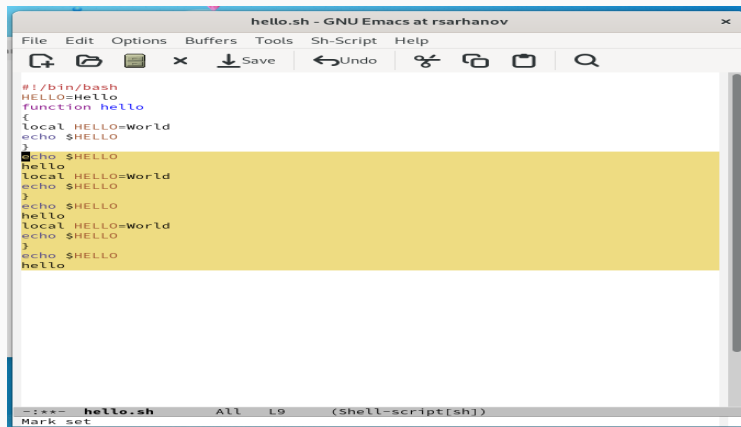 hello.sh - GNU Emacs at rsarhanov ×
File Edit Options Buffers Tools Sh-Script Help
Save Undo
#!/bin/bash
HELLO=Hello
function hello
{
local HELLO=World
echo $HELLO
}
echo $HELLO
hello
local HELLO=World
echo $HELLO
}
echo $HELLO
hello
local HELLO=World
echo $HELLO
}
echo $HELLO
hello
-:**- hello.sh All L9 (Shell-script[sh])
Mark set